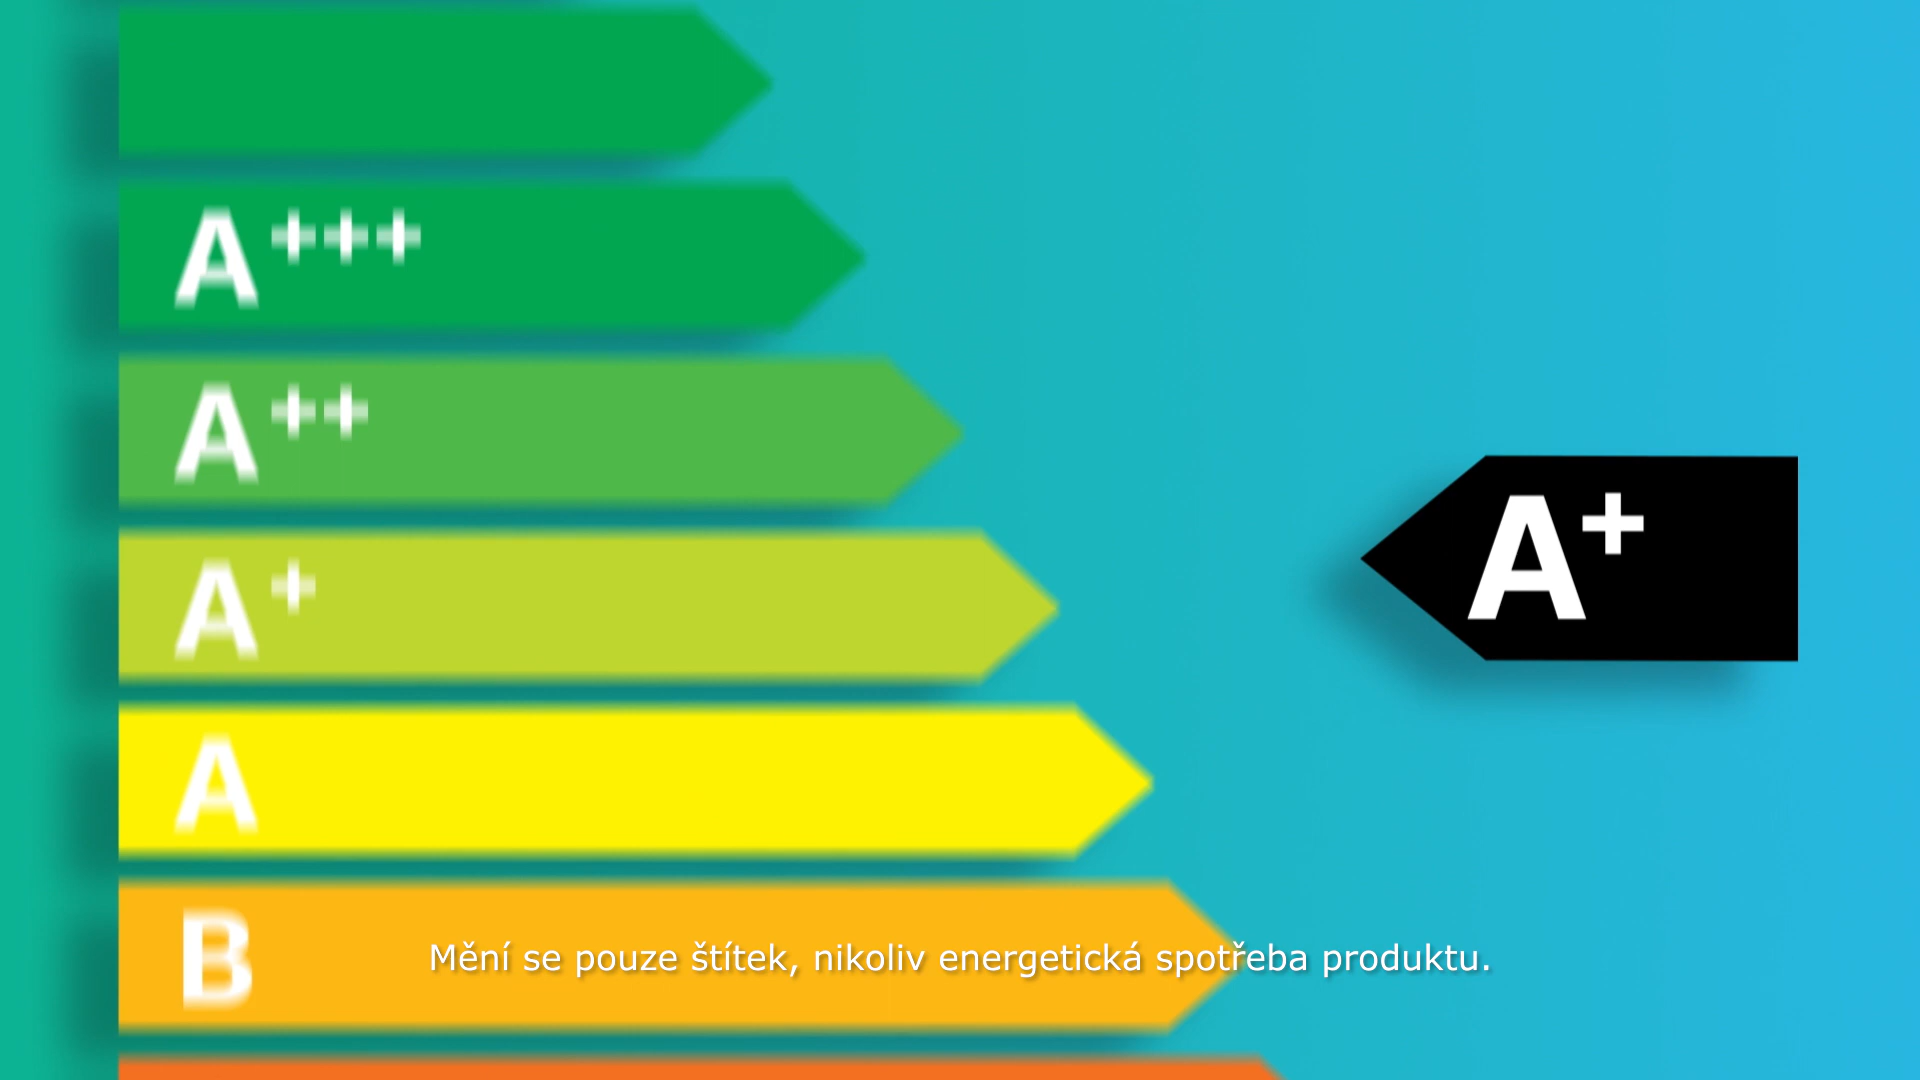 A+++
A++
A+
A+
A
B
Mění se pouze štítek, nikoliv energetická spotřeba produktu.